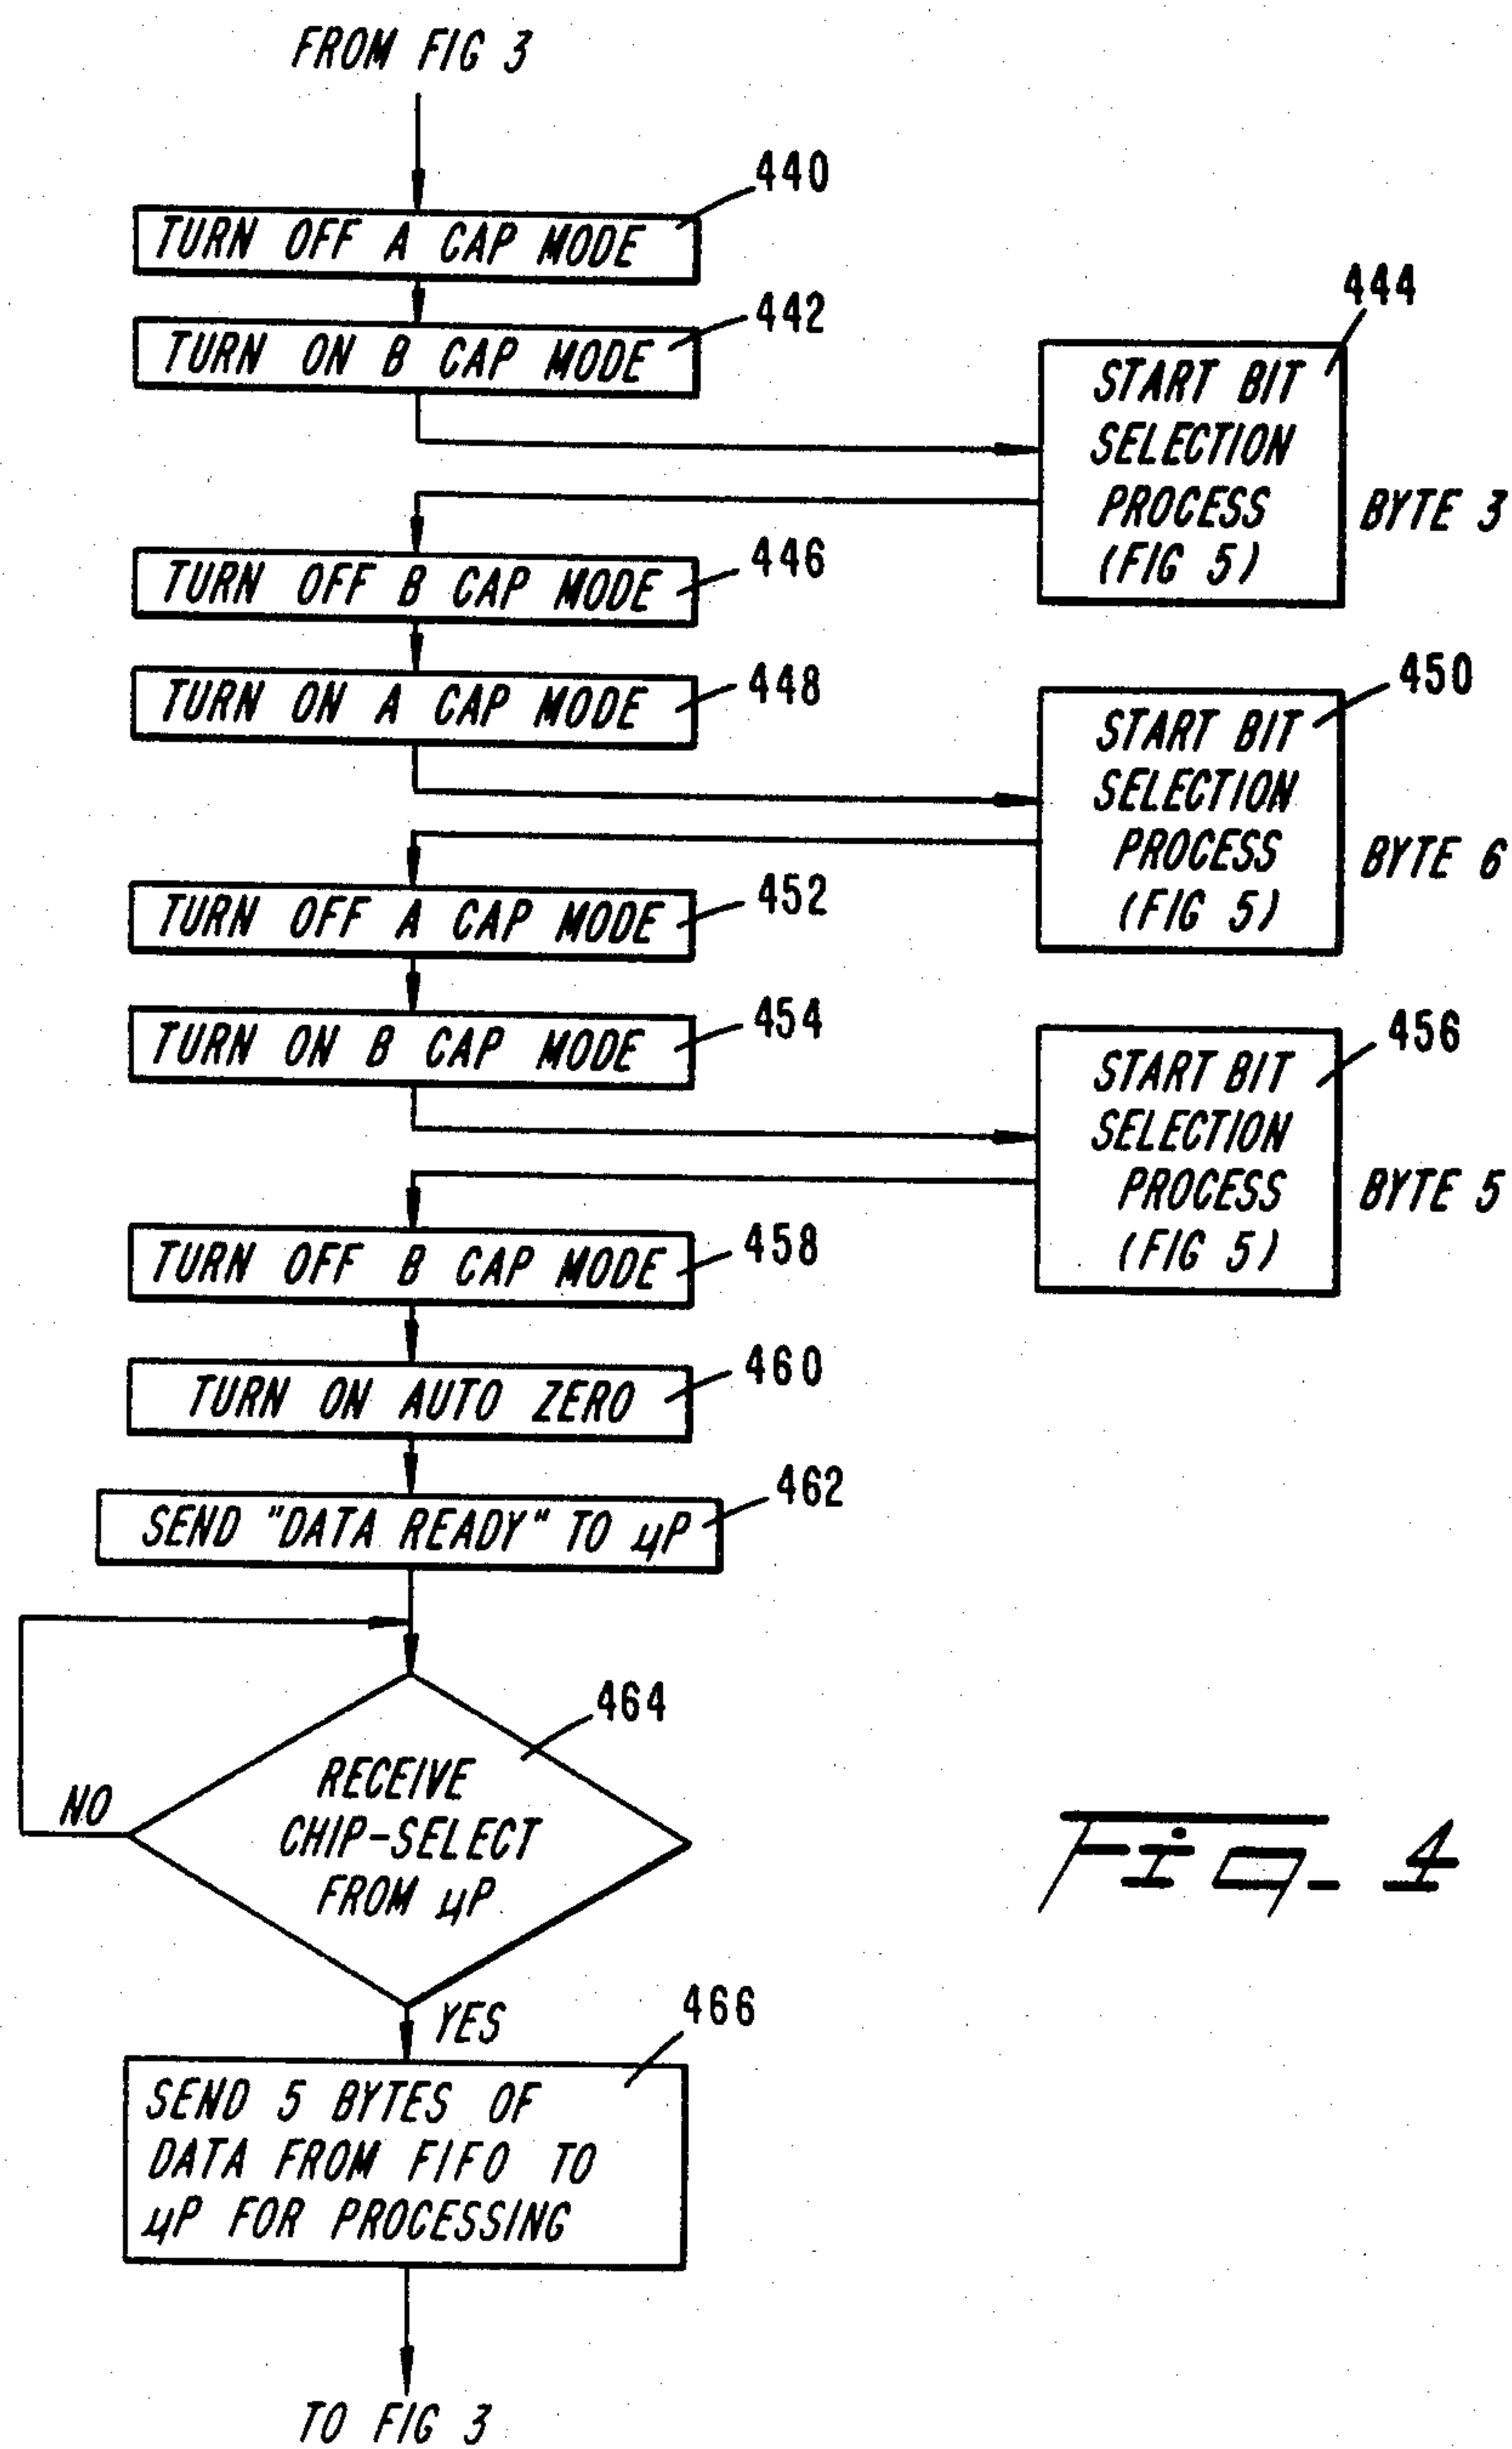 FROM FIG 3
440
TURN OFF A CAP MODE
442
TURN ON B CAP MODE
444
START BIT
SELECTION
PROCESS
(FIG 5)
BYTE 3
446
TURN OFF B CAP MODE
448
TURN ON A CAP MODE
450
START BIT
SELECTION
PROCESS
(FIG 5)
BYTE 6
452
TURN OFF A CAP MODE
454
TURN ON B CAP MODE
456
START BIT
SELECTION
PROCESS
(FIG 5)
BYTE 5
458
TURN OFF B CAP MODE
460
TURN ON AUTO ZERO
462
SEND "DATA READY" TO µP
464
RECEIVE
CHIP-SELECT
FROM µP
NO
YES
466
SEND 5 BYTES OF
DATA FROM FIFO TO
µP FOR PROCESSING
TO FIG 3
Fig. 4